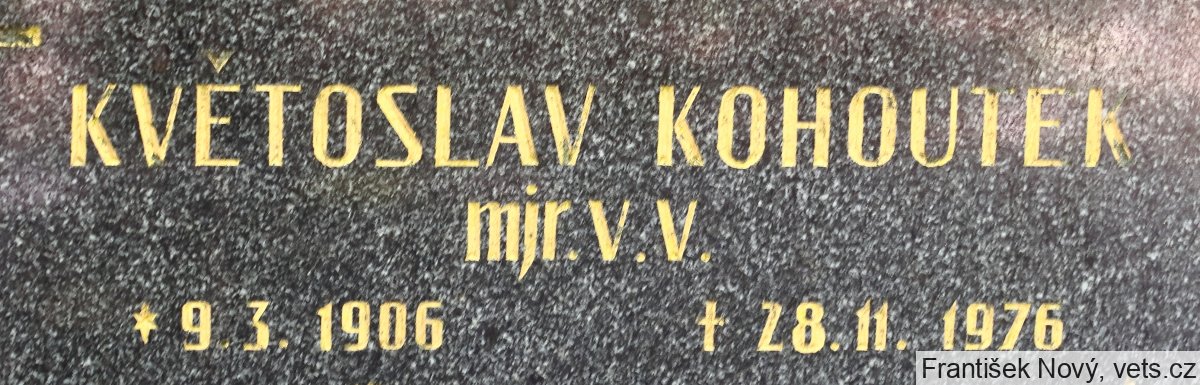 KVĚTOSLAV KOHOUTEK
mjr. v. v.
* 9. 3. 1906 † 28. 11. 1976
František Nový, vets.cz